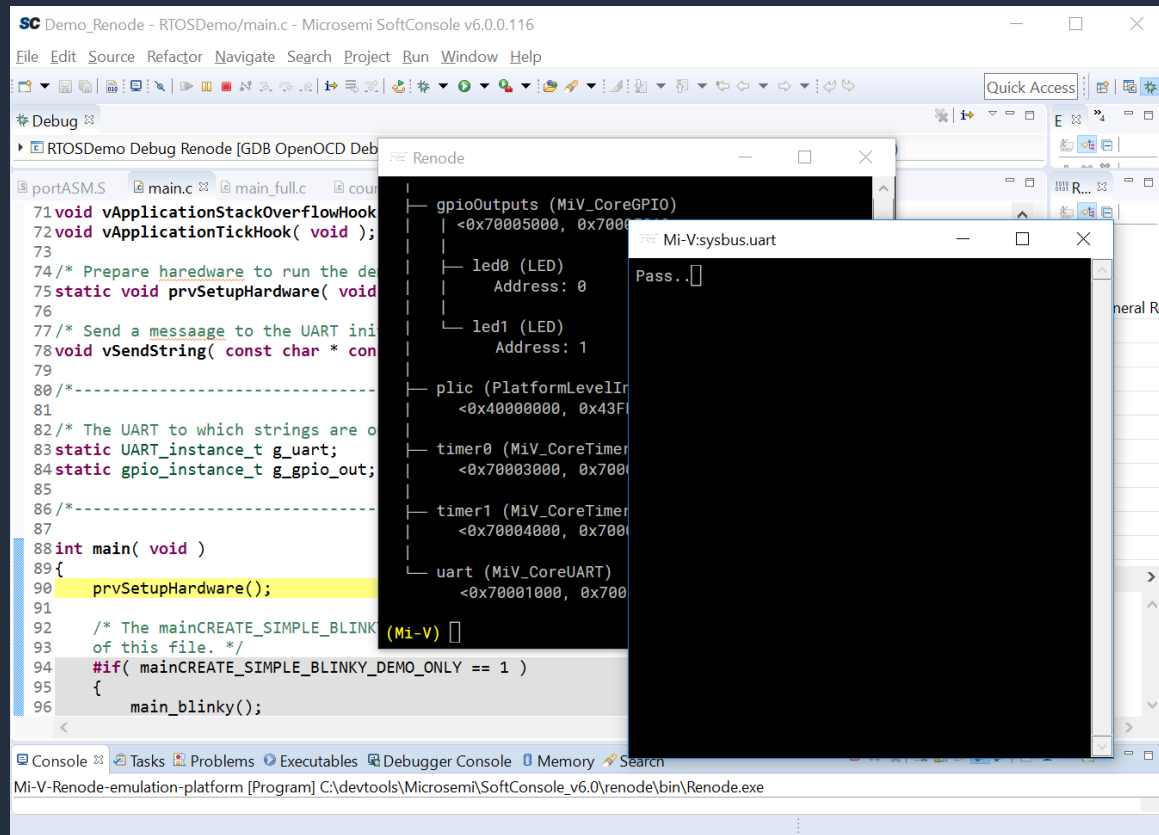 SC Demo_Renode - RTOSDemo/main.c - Microsemi SoftConsole v6.0.0.116
File Edit Source Refactor Navigate Search Project Run Window Help
Quick Access
Debug
E
4
RTOSDemo Debug Renode [GDB OpenOCD Deb
portASM.S main.c main_full.c cour
R...
71 void vApplicationStackOverflowHook
72 void vApplicationTickHook( void );
73
74 /* Prepare haredware to run the de
75 static void prvSetupHardware( void
76
77 /* Send a messaage to the UART ini
78 void vSendString( const char * con
79
80 /*---------------------------------
81
82 /* The UART to which strings are o
83 static UART_instance_t g_uart;
84 static gpio_instance_t g_gpio_out;
85
86 /*---------------------------------
87
88 int main( void )
89 {
90 prvSetupHardware();
91
92 /* The mainCREATE_SIMPLE_BLINK
93 of this file. */
94 #if( mainCREATE_SIMPLE_BLINKY_DEMO_ONLY == 1 )
95 {
96 main_blinky();
Renode
gpioOutputs (MiV_CoreGPIO)
<0x70005000, 0x700
led0 (LED)
Address: 0
led1 (LED)
Address: 1
plic (PlatformLevelIn
<0x40000000, 0x43F
timer0 (MiV_CoreTimer
<0x70003000, 0x700
timer1 (MiV_CoreTimer
<0x70004000, 0x700
uart (MiV_CoreUART)
<0x70001000, 0x700
(Mi-V)
Mi-V:sysbus.uart
Pass..
neral R
Console Tasks Problems Executables Debugger Console Memory Search
Mi-V-Renode-emulation-platform [Program] C:\devtools\Microsemi\SoftConsole_v6.0\renode\bin\Renode.exe